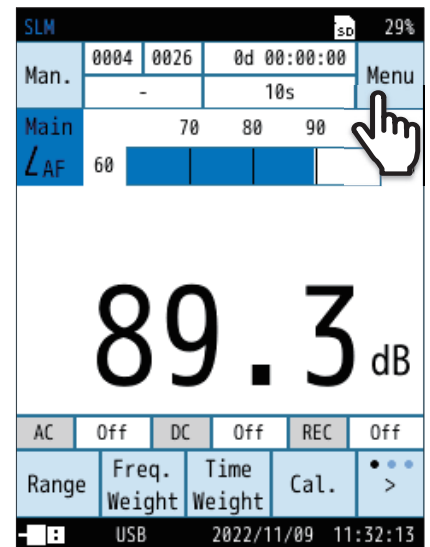 SLM SD 29%
Man. 0004 0026 0d 00:00:00 Menu
- 10s
Main 70 80 90
LAF 60
89.3 dB
AC Off DC Off REC Off
Range Freq. Weight Time Weight Cal. >
USB 2022/11/09 11:32:13